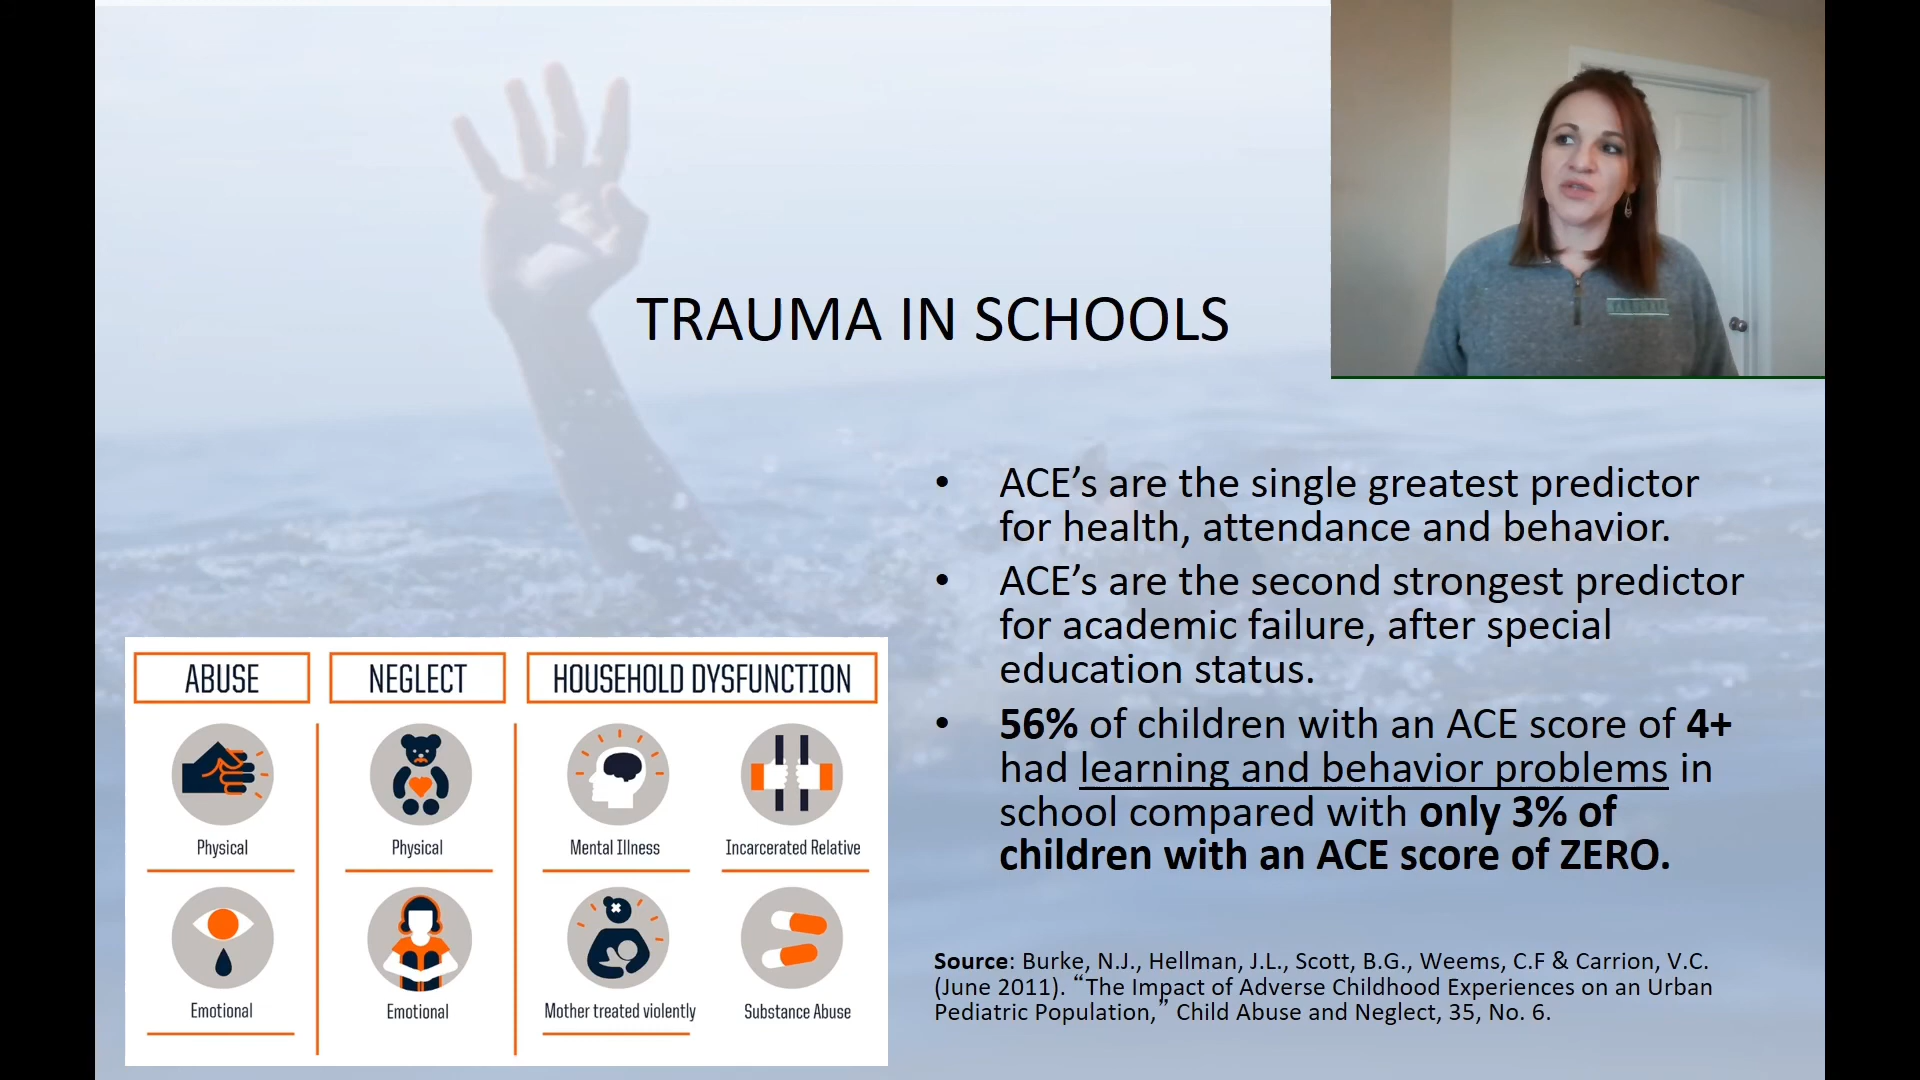 TRAUMA IN SCHOOLS
• ACE’s are the single greatest predictor
for health, attendance and behavior.
• ACE’s are the second strongest predictor
for academic failure, after special
education status.
• 56% of children with an ACE score of 4+
had learning and behavior problems in
school compared with only 3% of
children with an ACE score of ZERO.
Source: Burke, N.J., Hellman, J.L., Scott, B.G., Weems, C.F & Carrion, V.C.
(June 2011). “The Impact of Adverse Childhood Experiences on an Urban
Pediatric Population,” Child Abuse and Neglect, 35, No. 6.
ABUSE
NEGLECT
HOUSEHOLD DYSFUNCTION
Physical
Physical
Mental Illness
Incarcerated Relative
Emotional
Emotional
Mother treated violently
Substance Abuse